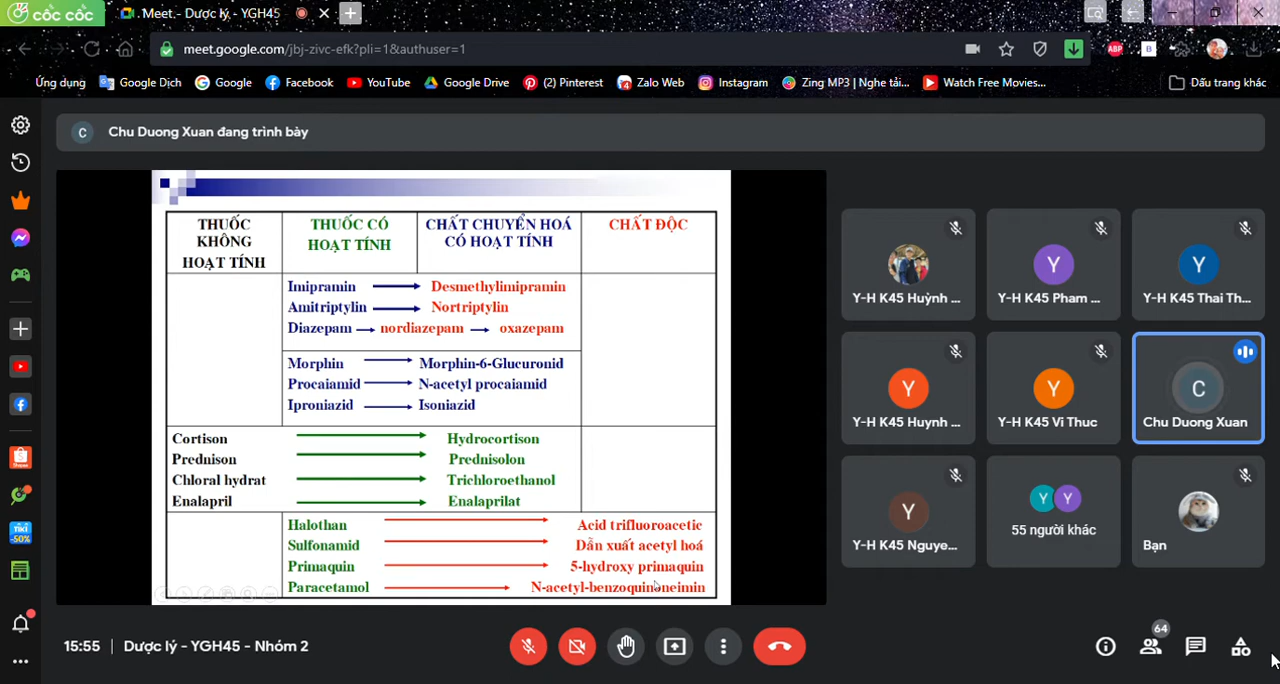 cốc cốc
Meet - Dược lý - YGH45
meet.google.com/jbj-zivc-efk?pli=1&authuser=1
ABP
B
Ứng dụng
Google Dịch
Google
Facebook
YouTube
Google Drive
(2) Pinterest
Zalo Web
Instagram
Zing MP3 | Nghe tải...
Watch Free Movies...
Dấu trang khác
C
Chu Duong Xuan đang trình bày
THUỐC KHÔNG HOẠT TÍNH
THUỐC CÓ HOẠT TÍNH
CHẤT CHUYỂN HOÁ CÓ HOẠT TÍNH
CHẤT ĐỘC
Imipramin Desmethylimipramin
Amitriptylin Nortriptylin
Diazepam nordiazepam oxazepam
Morphin Morphin-6-Glucuronid
Procaiamid N-acetyl procaiamid
Iproniazid Isoniazid
Cortison Hydrocortison
Prednison Prednisolon
Chloral hydrat Trichloroethanol
Enalapril Enalaprilat
Halothan Acid trifluoroacetic
Sulfonamid Dẫn xuất acetyl hoá
Primaquin 5-hydroxy primaquin
Paracetamol N-acetyl-benzoquinoneimin
Y-H K45 Huỳnh ...
Y
Y-H K45 Pham ...
Y
Y-H K45 Thai Th...
Y
Y-H K45 Huynh ...
Y
Y-H K45 Vi Thuc
C
Chu Duong Xuan
Y
Y-H K45 Nguye...
Y Y
55 người khác
Bạn
TIKI
-50%
15:55 | Dược lý - YGH45 - Nhóm 2
64